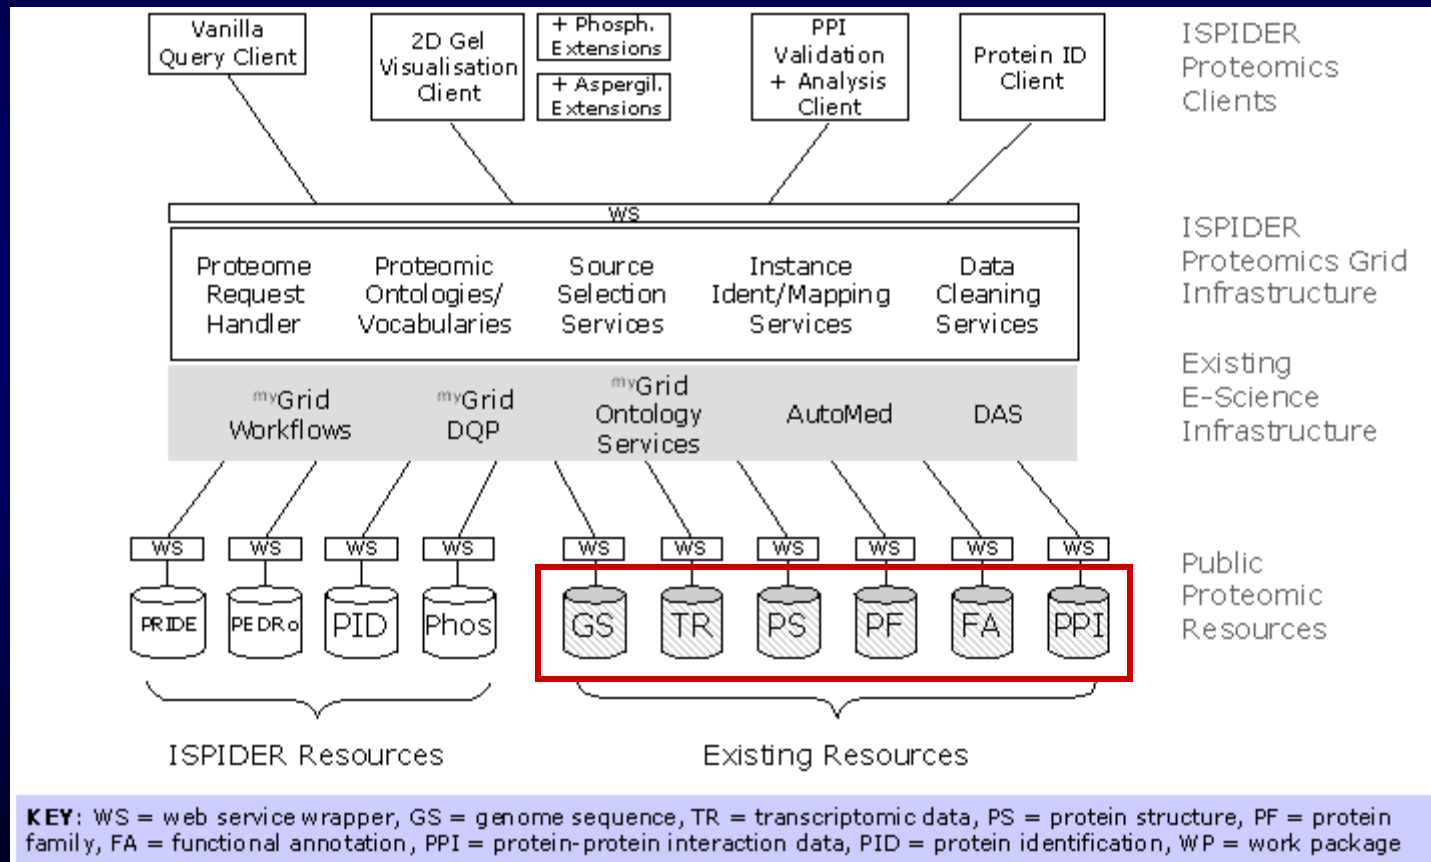 Vanilla
Query Client
2D Gel
Visualisation
Client
+ Phosph.
Extensions
+ Aspergil.
Extensions
PPI
Validation
+ Analysis
Client
Protein ID
Client
ISPIDER
Proteomics
Clients
WS
Proteome
Request
Handler
Proteomic
Ontologies/
Vocabularies
Source
Selection
Services
Instance
Ident/Mapping
Services
Data
Cleaning
Services
ISPIDER
Proteomics Grid
Infrastructure
myGrid
Workflows
myGrid
DQP
myGrid
Ontology
Services
AutoMed
DAS
Existing
E-Science
Infrastructure
WS
WS
WS
WS
WS
WS
WS
WS
WS
WS
PRIDE
PEDRo
PID
Phos
GS
TR
PS
PF
FA
PPI
Public
Proteomic
Resources
ISPIDER Resources
Existing Resources
KEY: WS = web service wrapper, GS = genome sequence, TR = transcriptomic data, PS = protein structure, PF = protein
family, FA = functional annotation, PPI = protein-protein interaction data, PID = protein identification, WP = work package